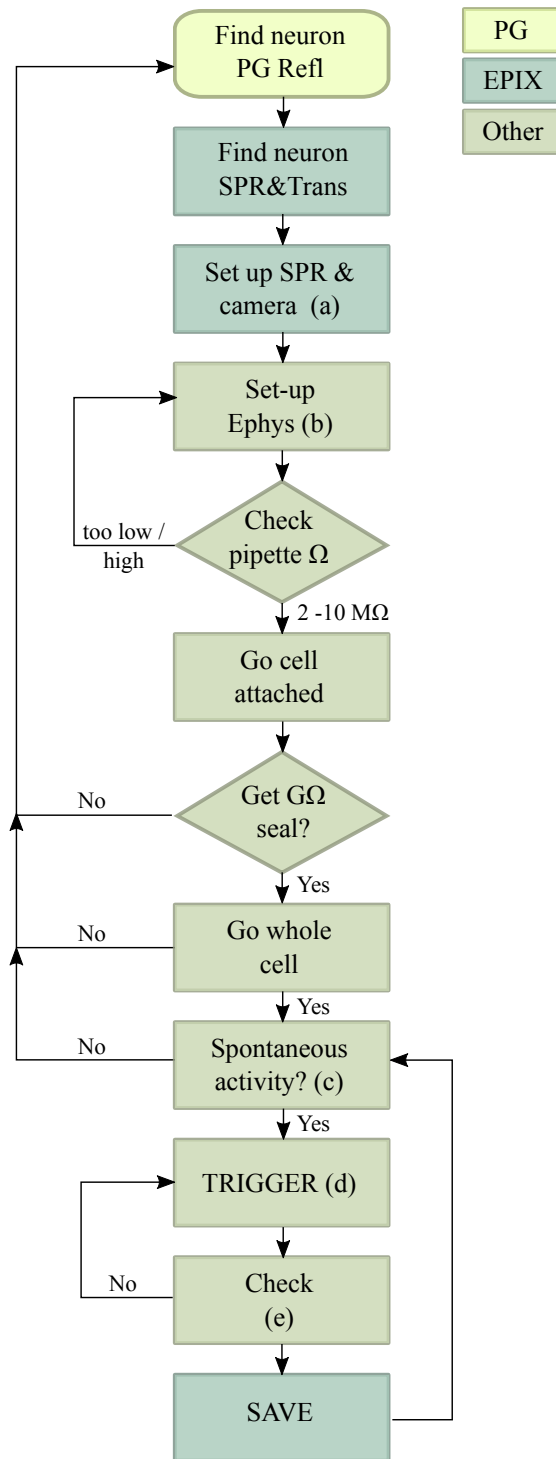 Find neuron
PG Refl
PG
EPIX
Other
Find neuron
SPR&Trans
Set up SPR &
camera (a)
Set-up
Ephys (b)
too low /
high
Check
pipette Ω
2 -10 MΩ
Go cell
attached
No
Get GΩ
seal?
Yes
No
Go whole
cell
Yes
No
Spontaneous
activity? (c)
Yes
TRIGGER (d)
No
Check
(e)
SAVE